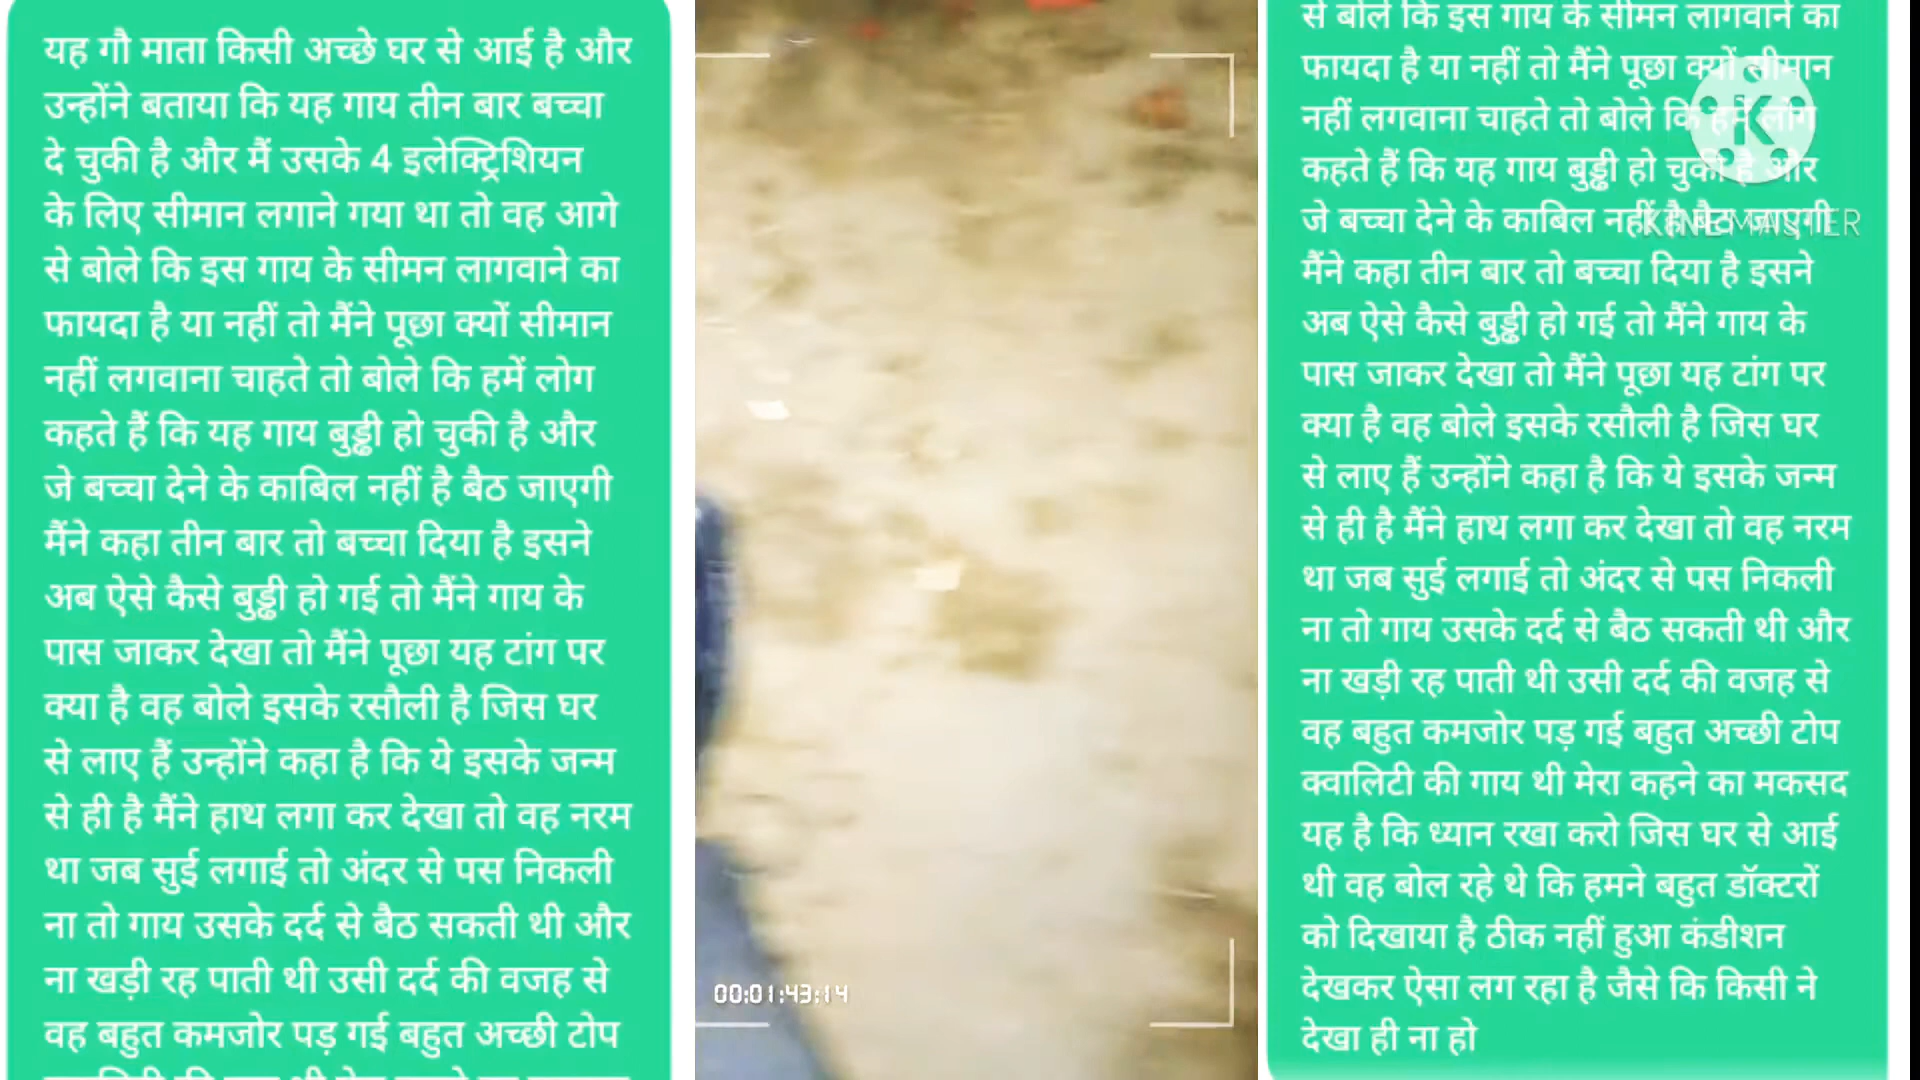 यह गौ माता किसी अच्छे घर से आई है और
उन्होंने बताया कि यह गाय तीन बार बच्चा
दे चुकी है और मैं उसके 4 इलेक्ट्रिशियन
के लिए सीमान लगाने गया था तो वह आगे
से बोले कि इस गाय के सीमन लागवाने का
फायदा है या नहीं तो मैंने पूछा क्यों सीमान
नहीं लगवाना चाहते तो बोले कि हमें लोग
कहते हैं कि यह गाय बुड्ढी हो चुकी है और
जे बच्चा देने के काबिल नहीं है बैठ जाएगी
मैंने कहा तीन बार तो बच्चा दिया है इसने
अब ऐसे कैसे बुड्ढी हो गई तो मैंने गाय के
पास जाकर देखा तो मैंने पूछा यह टांग पर
क्या है वह बोले इसके रसौली है जिस घर
से लाए हैं उन्होंने कहा है कि ये इसके जन्म
से ही है मैंने हाथ लगा कर देखा तो वह नरम
था जब सुई लगाई तो अंदर से पस निकली
ना तो गाय उसके दर्द से बैठ सकती थी और
ना खड़ी रह पाती थी उसी दर्द की वजह से
वह बहुत कमजोर पड़ गई बहुत अच्छी टोप
00:01:43:14
से बोले कि इस गाय के सीमन लागवाने का
फायदा है या नहीं तो मैंने पूछा क्यों सीमान
नहीं लगवाना चाहते तो बोले कि हमें लोग
कहते हैं कि यह गाय बुड्ढी हो चुकी है और
जे बच्चा देने के काबिल नहीं है बैठ जाएगी
KINEMASTER
मैंने कहा तीन बार तो बच्चा दिया है इसने
अब ऐसे कैसे बुड्ढी हो गई तो मैंने गाय के
पास जाकर देखा तो मैंने पूछा यह टांग पर
क्या है वह बोले इसके रसौली है जिस घर
से लाए हैं उन्होंने कहा है कि ये इसके जन्म
से ही है मैंने हाथ लगा कर देखा तो वह नरम
था जब सुई लगाई तो अंदर से पस निकली
ना तो गाय उसके दर्द से बैठ सकती थी और
ना खड़ी रह पाती थी उसी दर्द की वजह से
वह बहुत कमजोर पड़ गई बहुत अच्छी टोप
क्वालिटी की गाय थी मेरा कहने का मकसद
यह है कि ध्यान रखा करो जिस घर से आई
थी वह बोल रहे थे कि हमने बहुत डॉक्टरों
को दिखाया है ठीक नहीं हुआ कंडीशन
देखकर ऐसा लग रहा है जैसे कि किसी ने
देखा ही ना हो